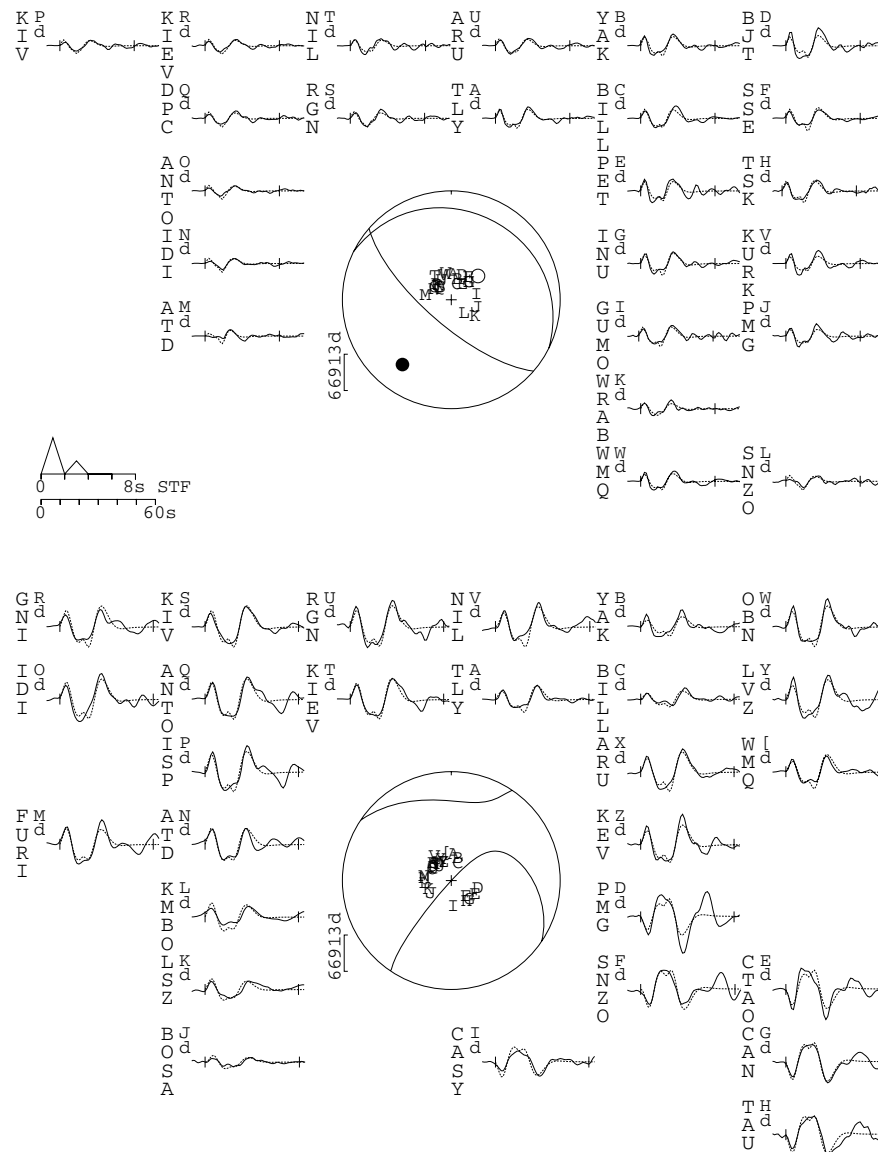 KIV P d
KIEV R d
NIL T d
ARU U d
YAK B d
BJT D d
DPC Q d
RGN S d
TLY A d
BILL C d
SSE F d
ANTO O d
PET E d
TSK H d
IDI N d
INU G d
KURK V d
ATD M d
GUMO I d
PMG J d
M
I
J
L K
66913d
WRAB K d
WMQ W d
SNZO L d
0 8s STF
0 60s
GNI R d
KIV S d
RGN U d
NIL V d
YAK B d
OBN W d
IDI O d
ANTO Q d
KIEV T d
TLY A d
BILL C d
LVZ Y d
ISP P d
ARU X d
WMQ [ d
FURI M d
ATD N d
KEV Z d
KMBO L d
PMG D d
I
66913d
LSZ K d
SNZO F d
CTAO E d
BOSA J d
CASY I d
CAN G d
TAU H d